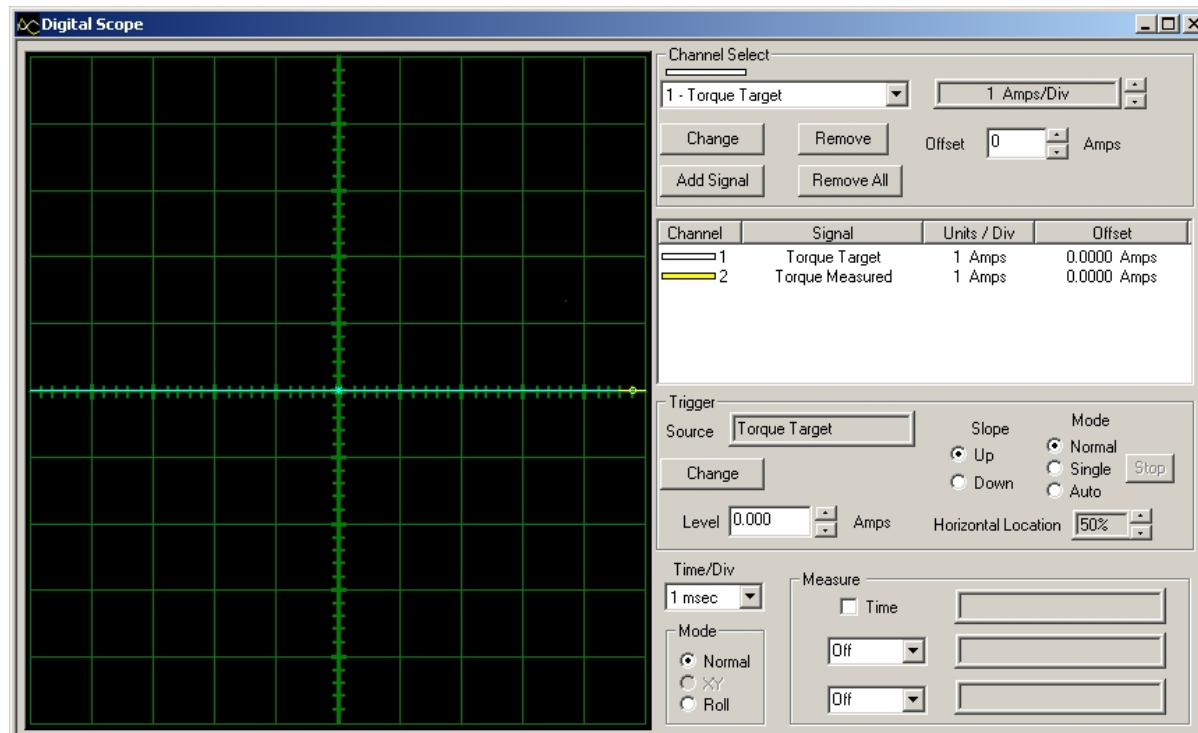 Digital Scope
Channel Select
1 - Torque Target
1 Amps/Div
Change
Remove
Offset
0
Amps
Add Signal
Remove All
Channel Signal Units / Div Offset
1 Torque Target 1 Amps 0.0000 Amps
2 Torque Measured 1 Amps 0.0000 Amps
Trigger
Source
Torque Target
Slope
Up
Down
Mode
Normal
Single
Auto
Stop
Change
Level
0.000
Amps
Horizontal Location
50%
Time/Div
1 msec
Mode
Normal
XY
Roll
Measure
Time
Off
Off